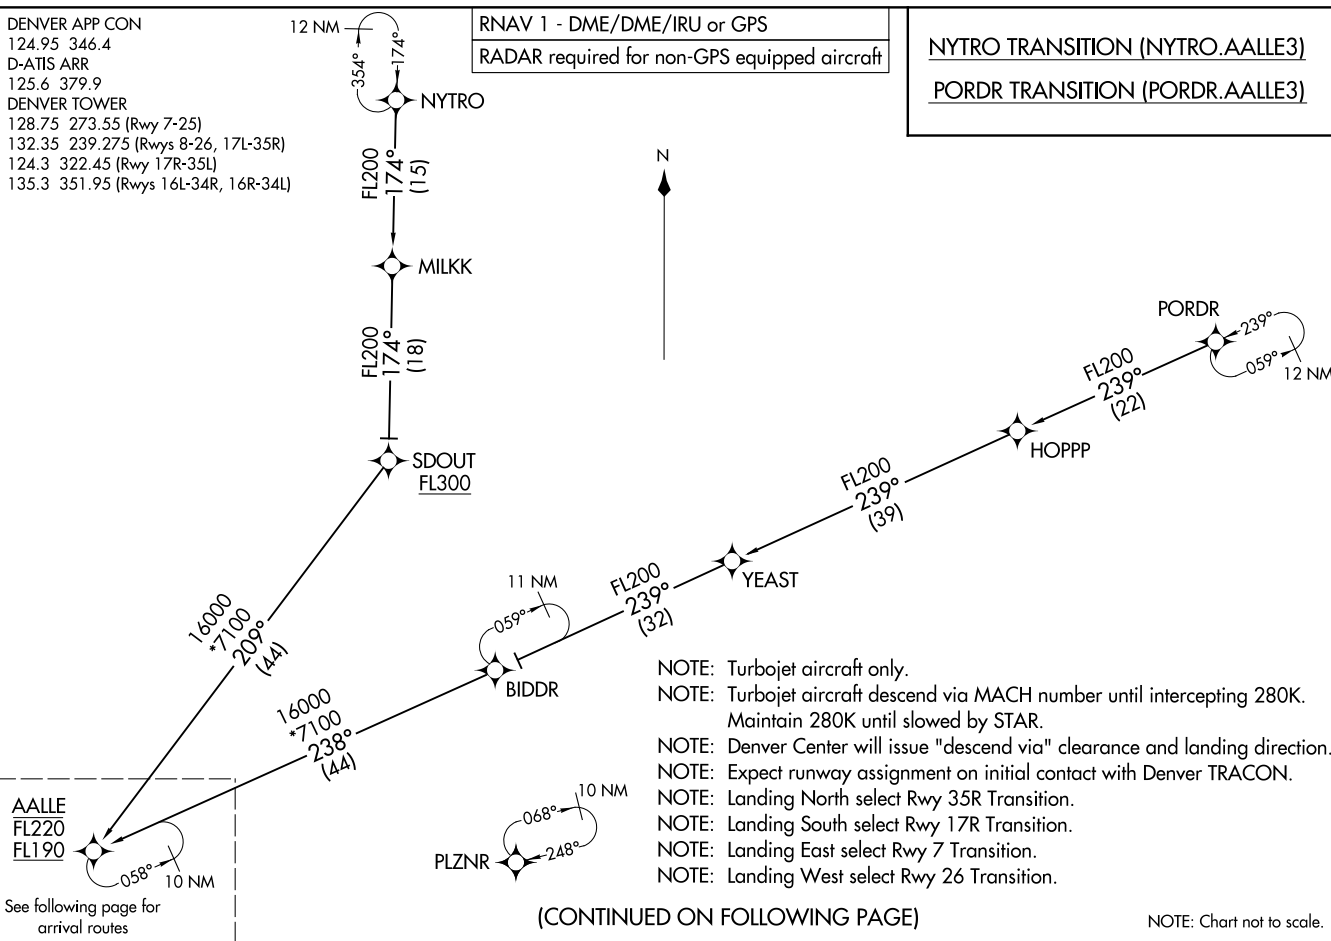 DENVER APP CON
124.95 346.4
D-ATIS ARR
125.6 379.9
DENVER TOWER
128.75 273.55 (Rwy 7-25)
132.35 239.275 (Rwys 8-26, 17L-35R)
124.3 322.45 (Rwy 17R-35L)
135.3 351.95 (Rwys 16L-34R, 16R-34L)
RNAV 1 - DME/DME/IRU or GPS
RADAR required for non-GPS equipped aircraft
NYTRO TRANSITION (NYTRO.AALLE3)
PORDR TRANSITION (PORDR.AALLE3)
12 NM
354°
174°
NYTRO
FL200
174°
(15)
MILKK
FL200
174°
(18)
SDOUT
FL300
N
PORDR
239°
059°
12 NM
FL200
239°
(22)
HOPPP
FL200
239°
(39)
YEAST
FL200
239°
(32)
11 NM
059°
BIDDR
16000
*7100
209°
(44)
16000
*7100
238°
(44)
AALLE
FL220
FL190
058°
10 NM
See following page for
arrival routes
PLZNR
068°
248°
10 NM
NOTE: Turbojet aircraft only.
NOTE: Turbojet aircraft descend via MACH number until intercepting 280K.
Maintain 280K until slowed by STAR.
NOTE: Denver Center will issue "descend via" clearance and landing direction.
NOTE: Expect runway assignment on initial contact with Denver TRACON.
NOTE: Landing North select Rwy 35R Transition.
NOTE: Landing South select Rwy 17R Transition.
NOTE: Landing East select Rwy 7 Transition.
NOTE: Landing West select Rwy 26 Transition.
(CONTINUED ON FOLLOWING PAGE)
NOTE: Chart not to scale.